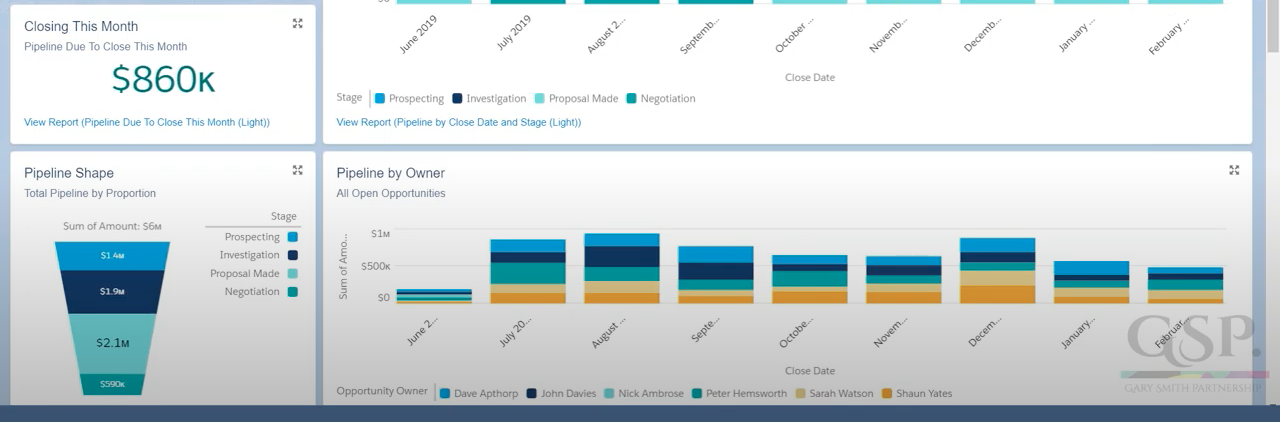 Closing This Month
Pipeline Due To Close This Month
$860K
View Report (Pipeline Due To Close This Month (Light))
June 2019
July 2019
August 2...
Septemb...
October ...
Novemb...
Decemb...
January ...
February ...
Close Date
Stage
Prospecting
Investigation
Proposal Made
Negotiation
View Report (Pipeline by Close Date and Stage (Light))
Pipeline Shape
Total Pipeline by Proportion
Sum of Amount: $6M
Stage
Prospecting
Investigation
Proposal Made
Negotiation
$1.4M
$1.9M
$2.1M
$590K
Pipeline by Owner
All Open Opportunities
Sum of Amo...
$1M
$500K
$0
June 2...
July 20...
August ...
Septe...
Octobe...
Novem...
Decem...
January...
Februar...
Close Date
Opportunity Owner
Dave Apthorp
John Davies
Nick Ambrose
Peter Hemsworth
Sarah Watson
Shaun Yates
GSP.
GARY SMITH PARTNERSHIP